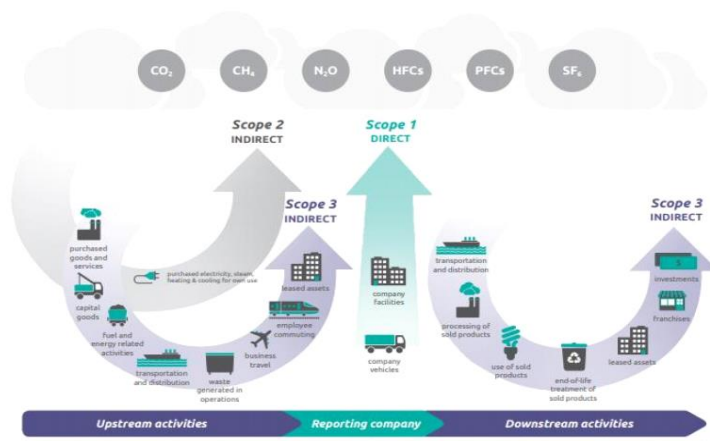 CO₂
CH₄
N₂O
HFCs
PFCs
SF₆
Scope 2
INDIRECT
Scope 1
DIRECT
Scope 3
INDIRECT
Scope 3
INDIRECT
purchased
goods and
services
capital
goods
fuel and
energy related
activities
transportation
and distribution
waste
generated in
operations
business
travel
employee
commuting
leased assets
purchased electricity, steam,
heating & cooling for own use
company
facilities
company
vehicles
transportation
and distribution
processing of
sold products
use of sold
products
end-of-life
treatment of
sold products
leased assets
franchises
$
investments
Upstream activities
Reporting company
Downstream activities